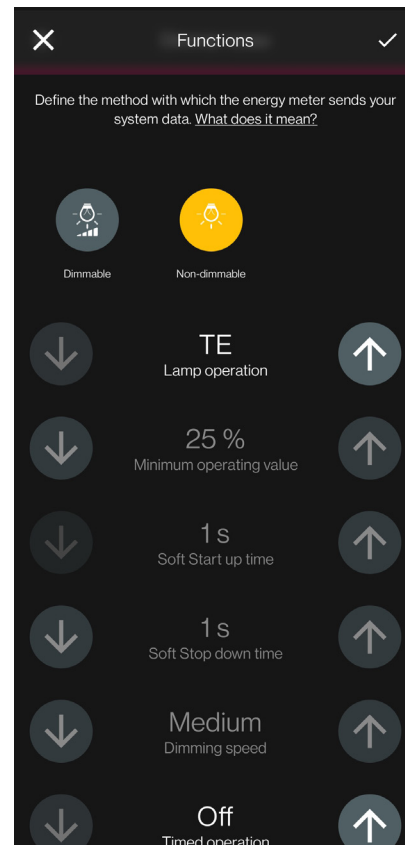 Functions
Define the method with which the energy meter sends your
system data. What does it mean?
Dimmable
Non-dimmable
TE
Lamp operation
25 %
Minimum operating value
1 s
Soft Start up time
1 s
Soft Stop down time
Medium
Dimming speed
Off
Timed operation